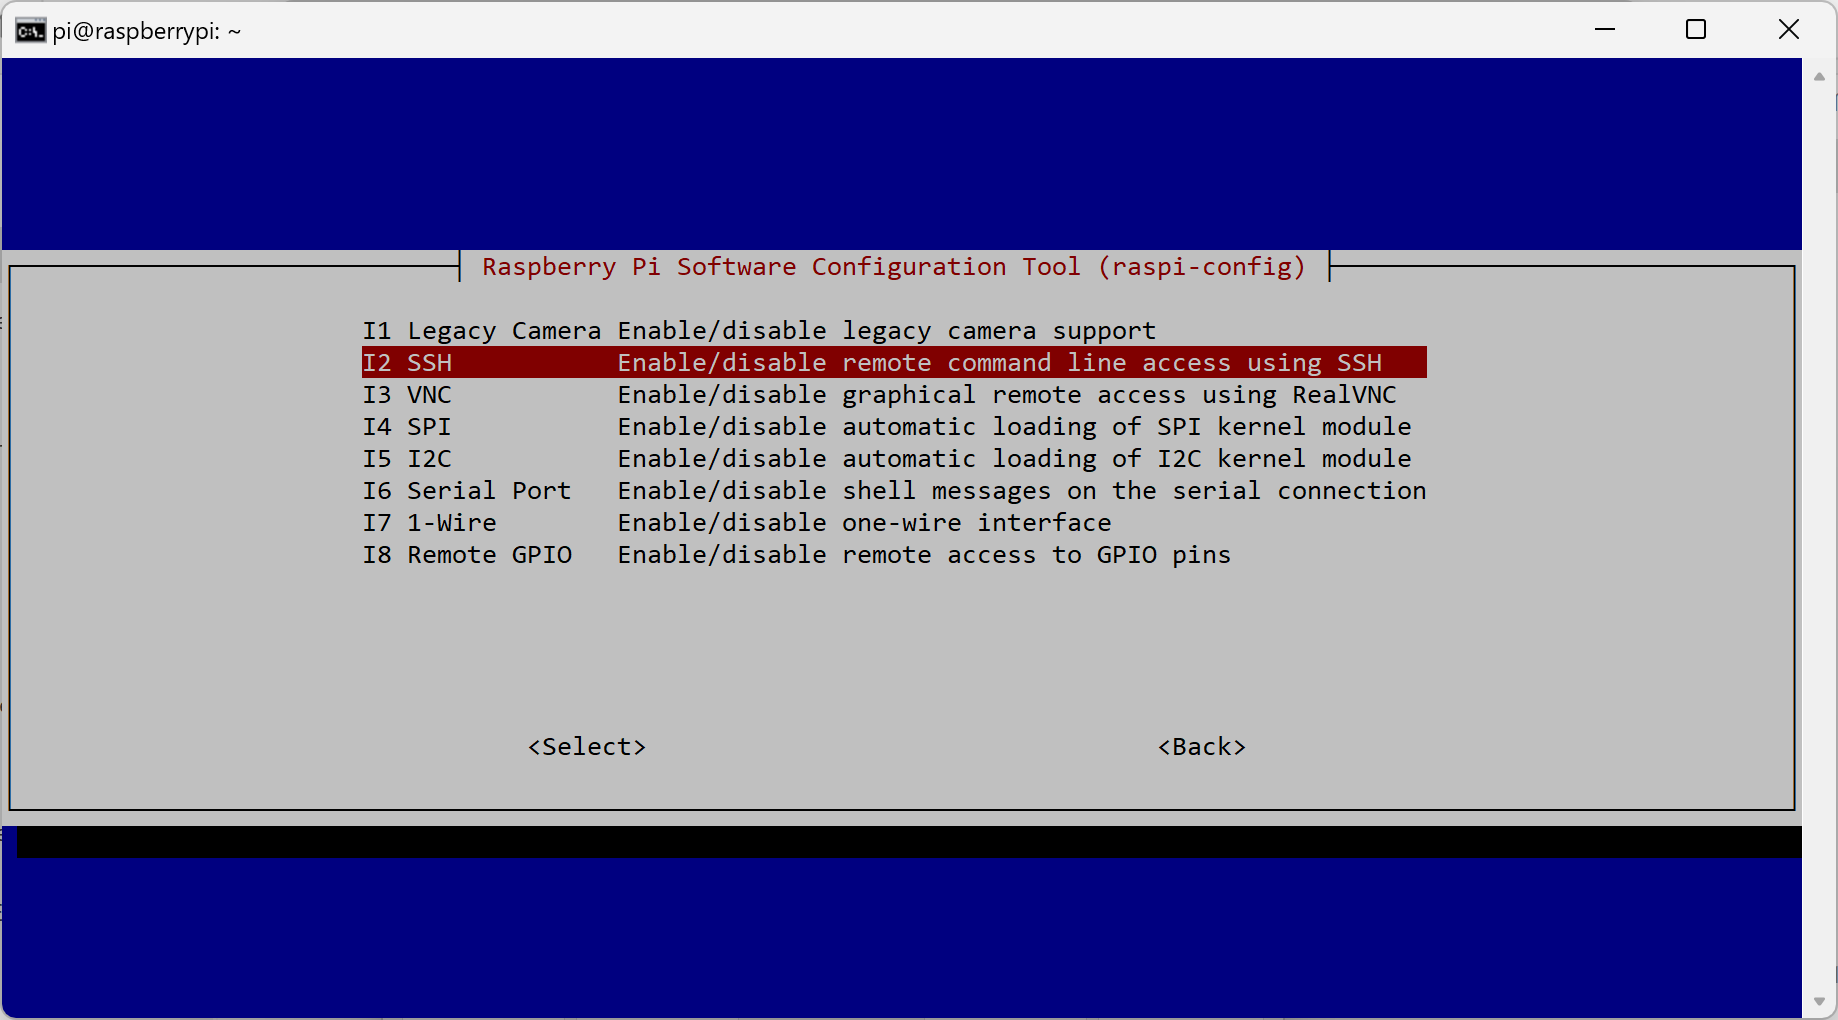 pi@raspberrypi: ~
Raspberry Pi Software Configuration Tool (raspi-config)
I1 Legacy Camera Enable/disable legacy camera support
I2 SSH Enable/disable remote command line access using SSH
I3 VNC Enable/disable graphical remote access using RealVNC
I4 SPI Enable/disable automatic loading of SPI kernel module
I5 I2C Enable/disable automatic loading of I2C kernel module
I6 Serial Port Enable/disable shell messages on the serial connection
I7 1-Wire Enable/disable one-wire interface
I8 Remote GPIO Enable/disable remote access to GPIO pins
<Select> <Back>